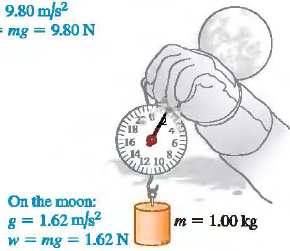 9.80 m/s²
= mg = 9.80 N
2
18
4
16
6
14
8
12 10
On the moon:
g = 1.62 m/s²
w = mg = 1.62 N
m = 1.00 kg